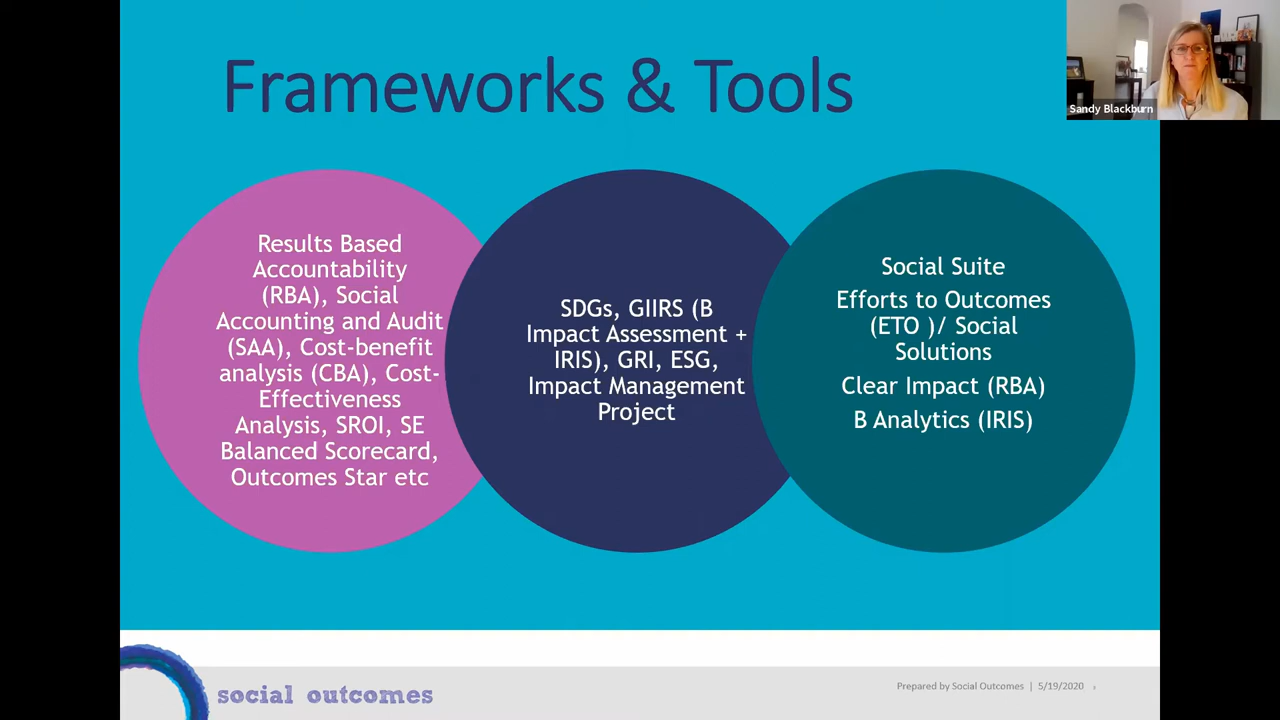 Frameworks & Tools
Sandy Blackburn
Results Based
Accountability
(RBA), Social
Accounting and Audit
(SAA), Cost-benefit
analysis (CBA), Cost-
Effectiveness
Analysis, SROI, SE
Balanced Scorecard,
Outcomes Star etc
SDGs, GIIRS (B
Impact Assessment +
IRIS), GRI, ESG,
Impact Management
Project
Social Suite
Efforts to Outcomes
(ETO )/ Social
Solutions
Clear Impact (RBA)
B Analytics (IRIS)
social outcomes
Prepared by Social Outcomes | 5/19/2020